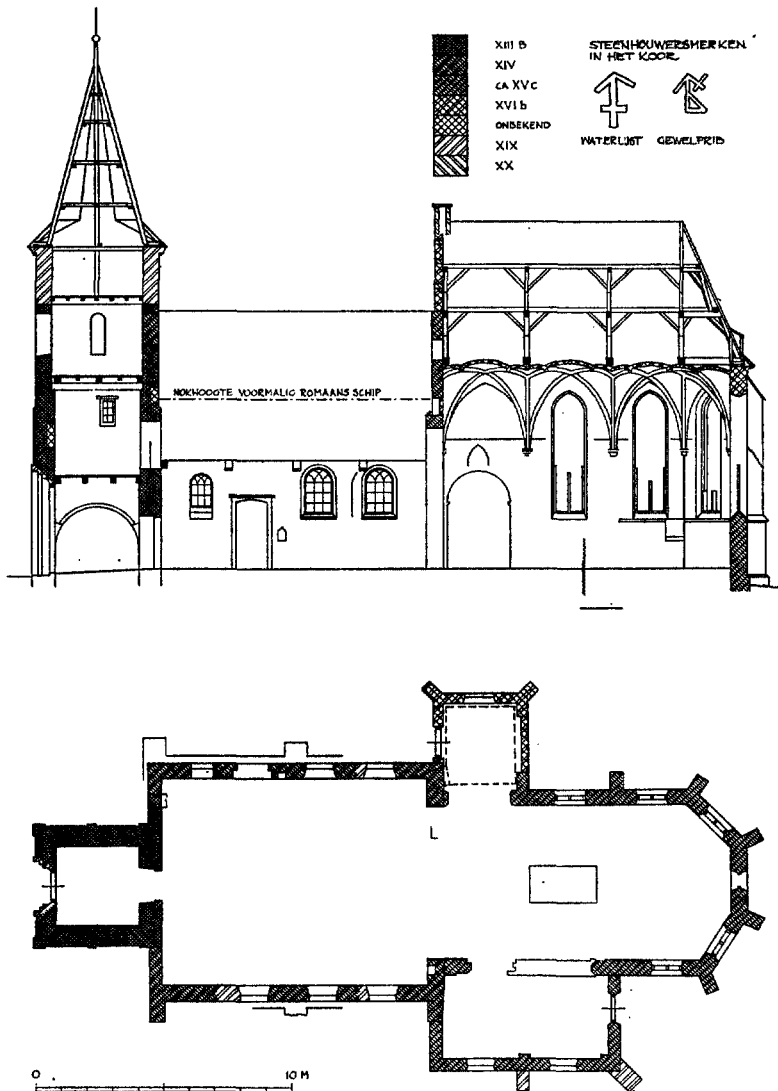 XIII B
XIV
CA XVc
XVI b
ONBEKEND
XIX
XX
STEENHOUWERSMERKEN
IN HET KOOR
WATERLIJST GEWELFRIB
NOKHOOGTE VOORMALIG ROMAANS SCHIP
L
0 10 M